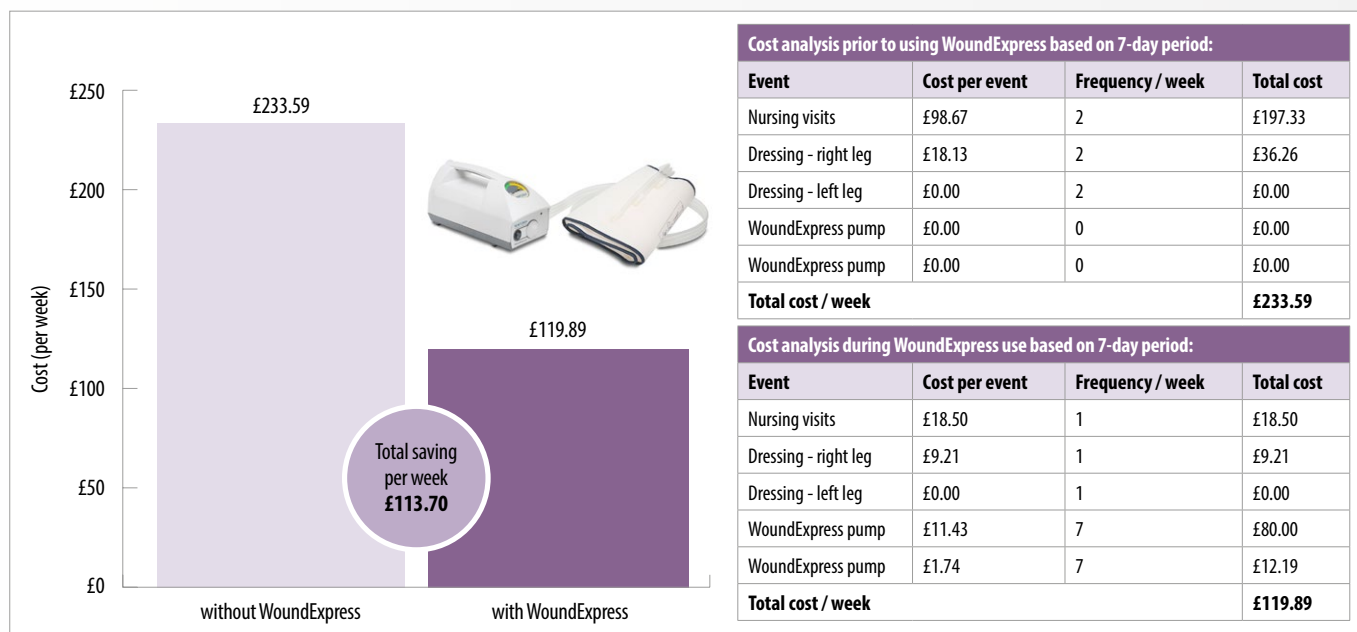 £250
£200
£150
£100
£50
£0
Cost (per week)
£233.59
£119.89
Total saving
per week
£113.70
without WoundExpress
with WoundExpress
Cost analysis prior to using WoundExpress based on 7-day period:
Event Cost per event Frequency / week Total cost
Nursing visits £98.67 2 £197.33
Dressing - right leg £18.13 2 £36.26
Dressing - left leg £0.00 2 £0.00
WoundExpress pump £0.00 0 £0.00
WoundExpress pump £0.00 0 £0.00
Total cost / week £233.59
Cost analysis during WoundExpress use based on 7-day period:
Event Cost per event Frequency / week Total cost
Nursing visits £18.50 1 £18.50
Dressing - right leg £9.21 1 £9.21
Dressing - left leg £0.00 1 £0.00
WoundExpress pump £11.43 7 £80.00
WoundExpress pump £1.74 7 £12.19
Total cost / week £119.89